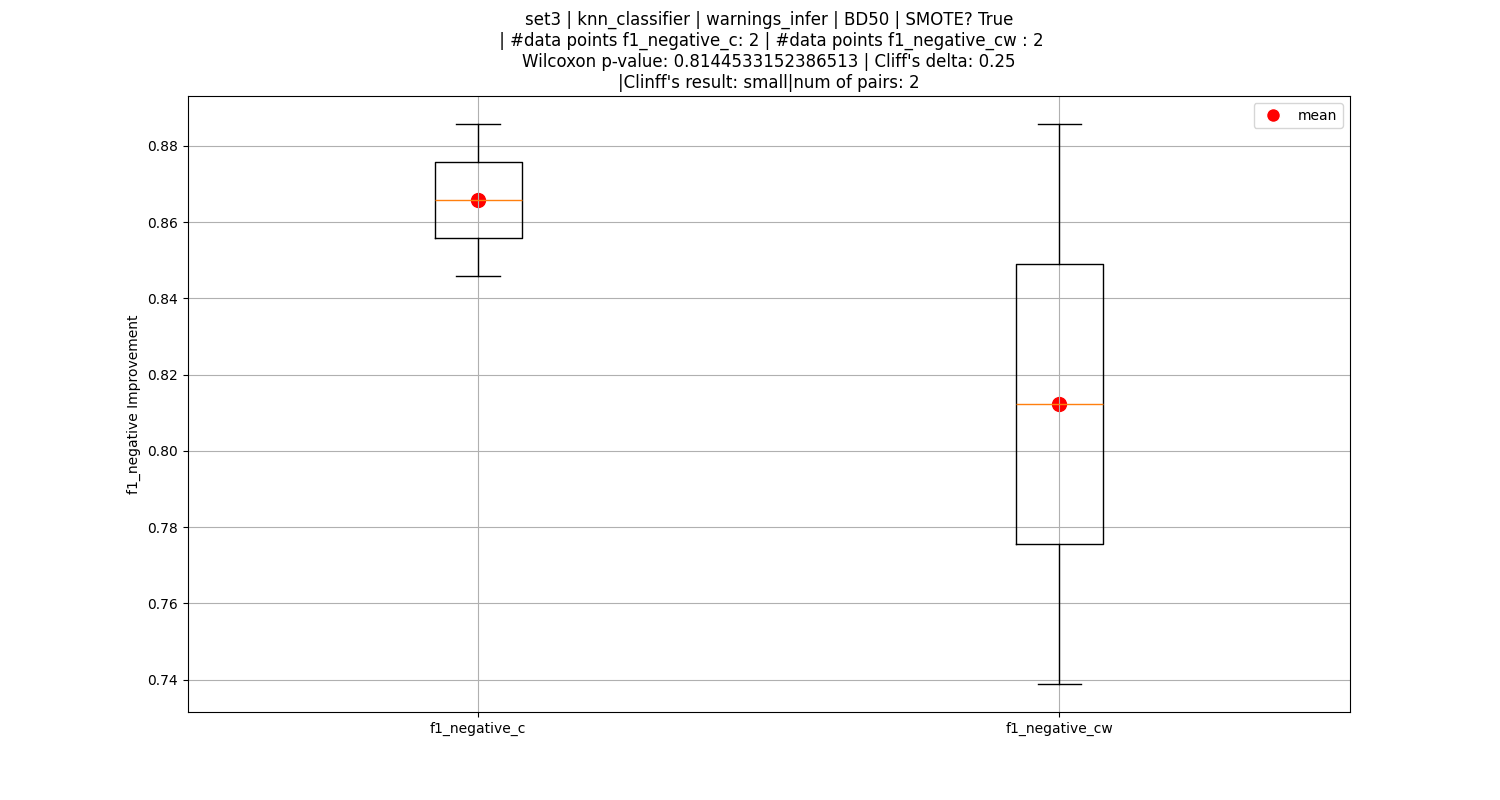 set3 | knn_classifier | warnings_infer | BD50 | SMOTE? True
| #data points f1_negative_c: 2 | #data points f1_negative_cw : 2
Wilcoxon p-value: 0.8144533152386513 | Cliff's delta: 0.25
|Clinff's result: small|num of pairs: 2
mean
0.88
0.86
0.84
0.82
0.80
0.78
0.76
0.74
f1_negative Improvement
f1_negative_c
f1_negative_cw